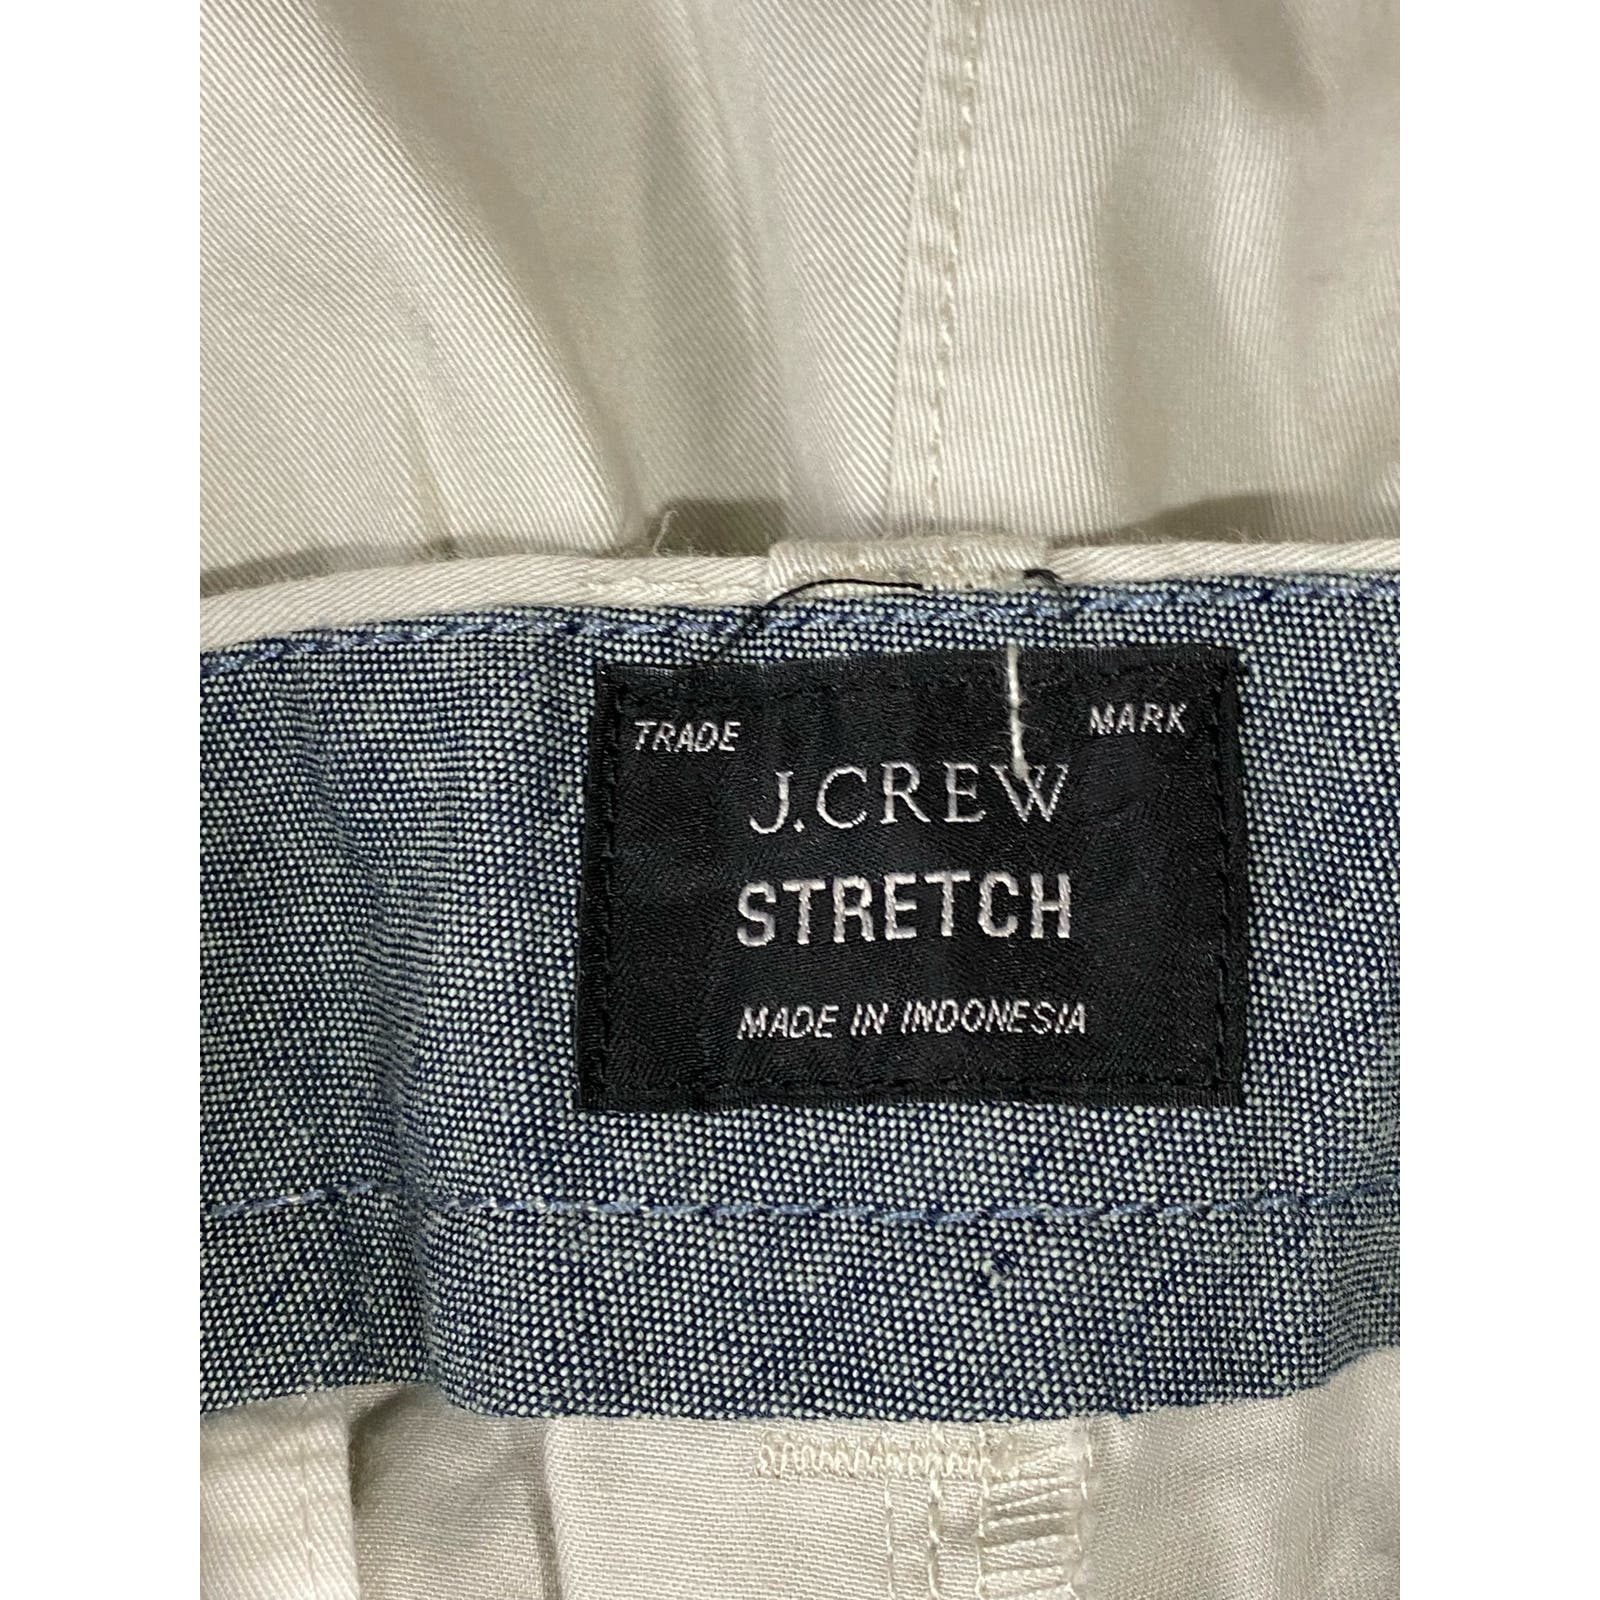 TRADE MARK
J.CREW
STRETCH
MADE IN INDONESIA